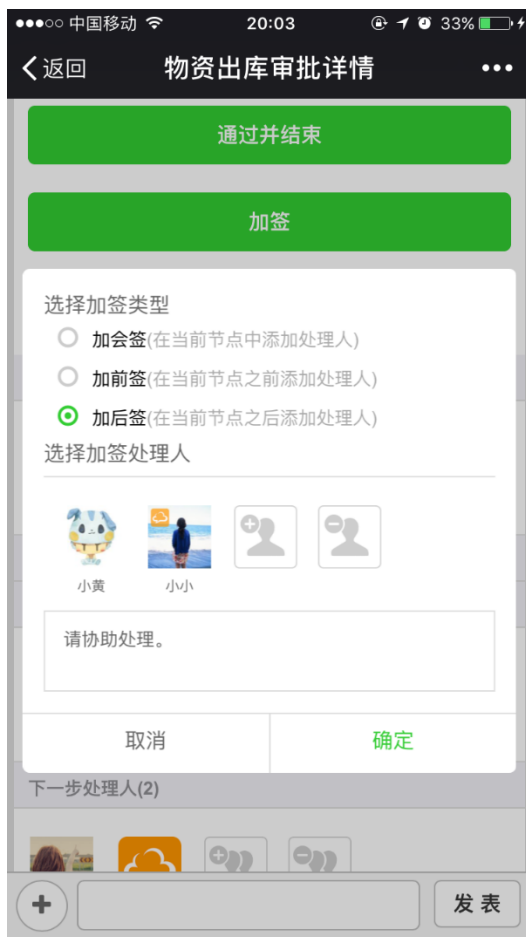 中国移动 20:03 33%
返回 物资出库审批详情
通过并结束
加签
选择加签类型
加会签(在当前节点中添加处理人)
加前签(在当前节点之前添加处理人)
加后签(在当前节点之后添加处理人)
选择加签处理人
小黄 小小
请协助处理。
取消 确定
下一步处理人(2)
发表